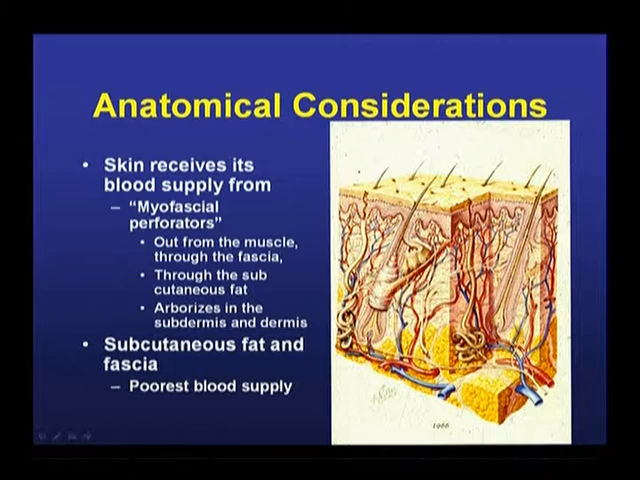 Anatomical Considerations
• Skin receives its
blood supply from
– “Myofascial
perforators”
• Out from the muscle,
through the fascia,
• Through the sub
cutaneous fat
• Arborizes in the
subdermis and dermis
• Subcutaneous fat and
fascia
– Poorest blood supply